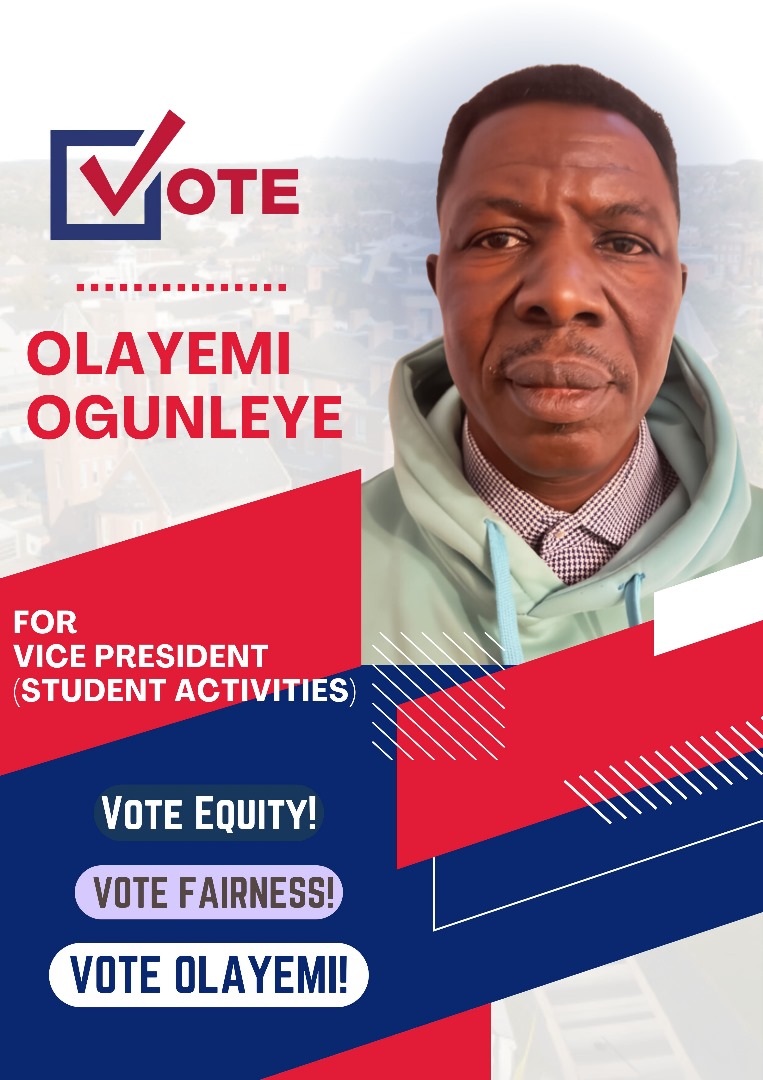 VOTE
OLAYEMI
OGUNLEYE
FOR
VICE PRESIDENT
(STUDENT ACTIVITIES)
VOTE EQUITY!
VOTE FAIRNESS!
VOTE OLAYEMI!